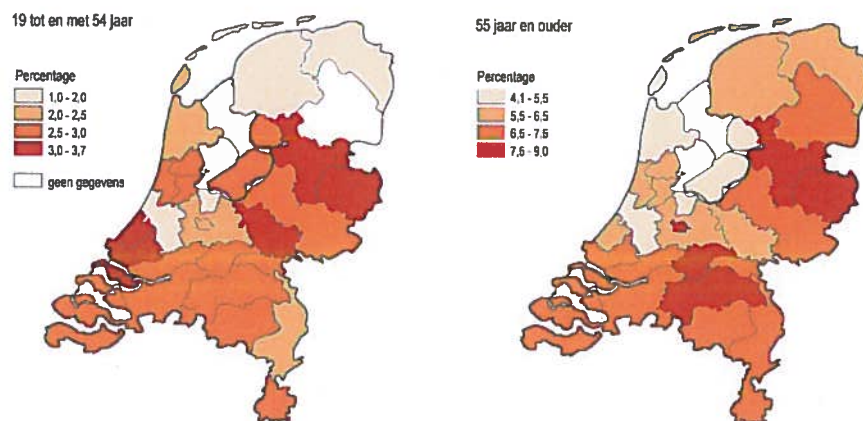 19 tot en met 54 jaar
Percentage
1,0 - 2,0
2,0 - 2,5
2,5 - 3,0
3,0 - 3,7
geen gegevens
55 jaar en ouder
Percentage
4,1 - 5,5
5,5 - 6,5
6,5 - 7,5
7,5 - 9,0